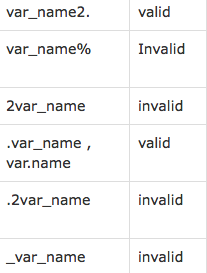 var_name2. valid
var_name% Invalid
2var_name invalid
.var_name , valid
var.name
.2var_name invalid
_var_name invalid